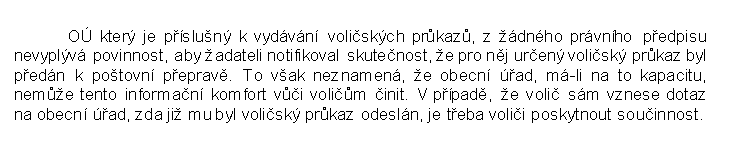 OÚ který je příslušný k vydávání voličských průkazů, z žádného právního předpisu
nevyplývá povinnost, aby žadateli notifikoval skutečnost, že pro něj určený voličský průkaz byl
předán k poštovní přepravě. To však neznamená, že obecní úřad, má-li na to kapacitu,
nemůže tento informační komfort vůči voličům činit. V případě, že volič sám vznese dotaz
na obecní úřad, zda již mu byl voličský průkaz odeslán, je třeba voliči poskytnout součinnost.